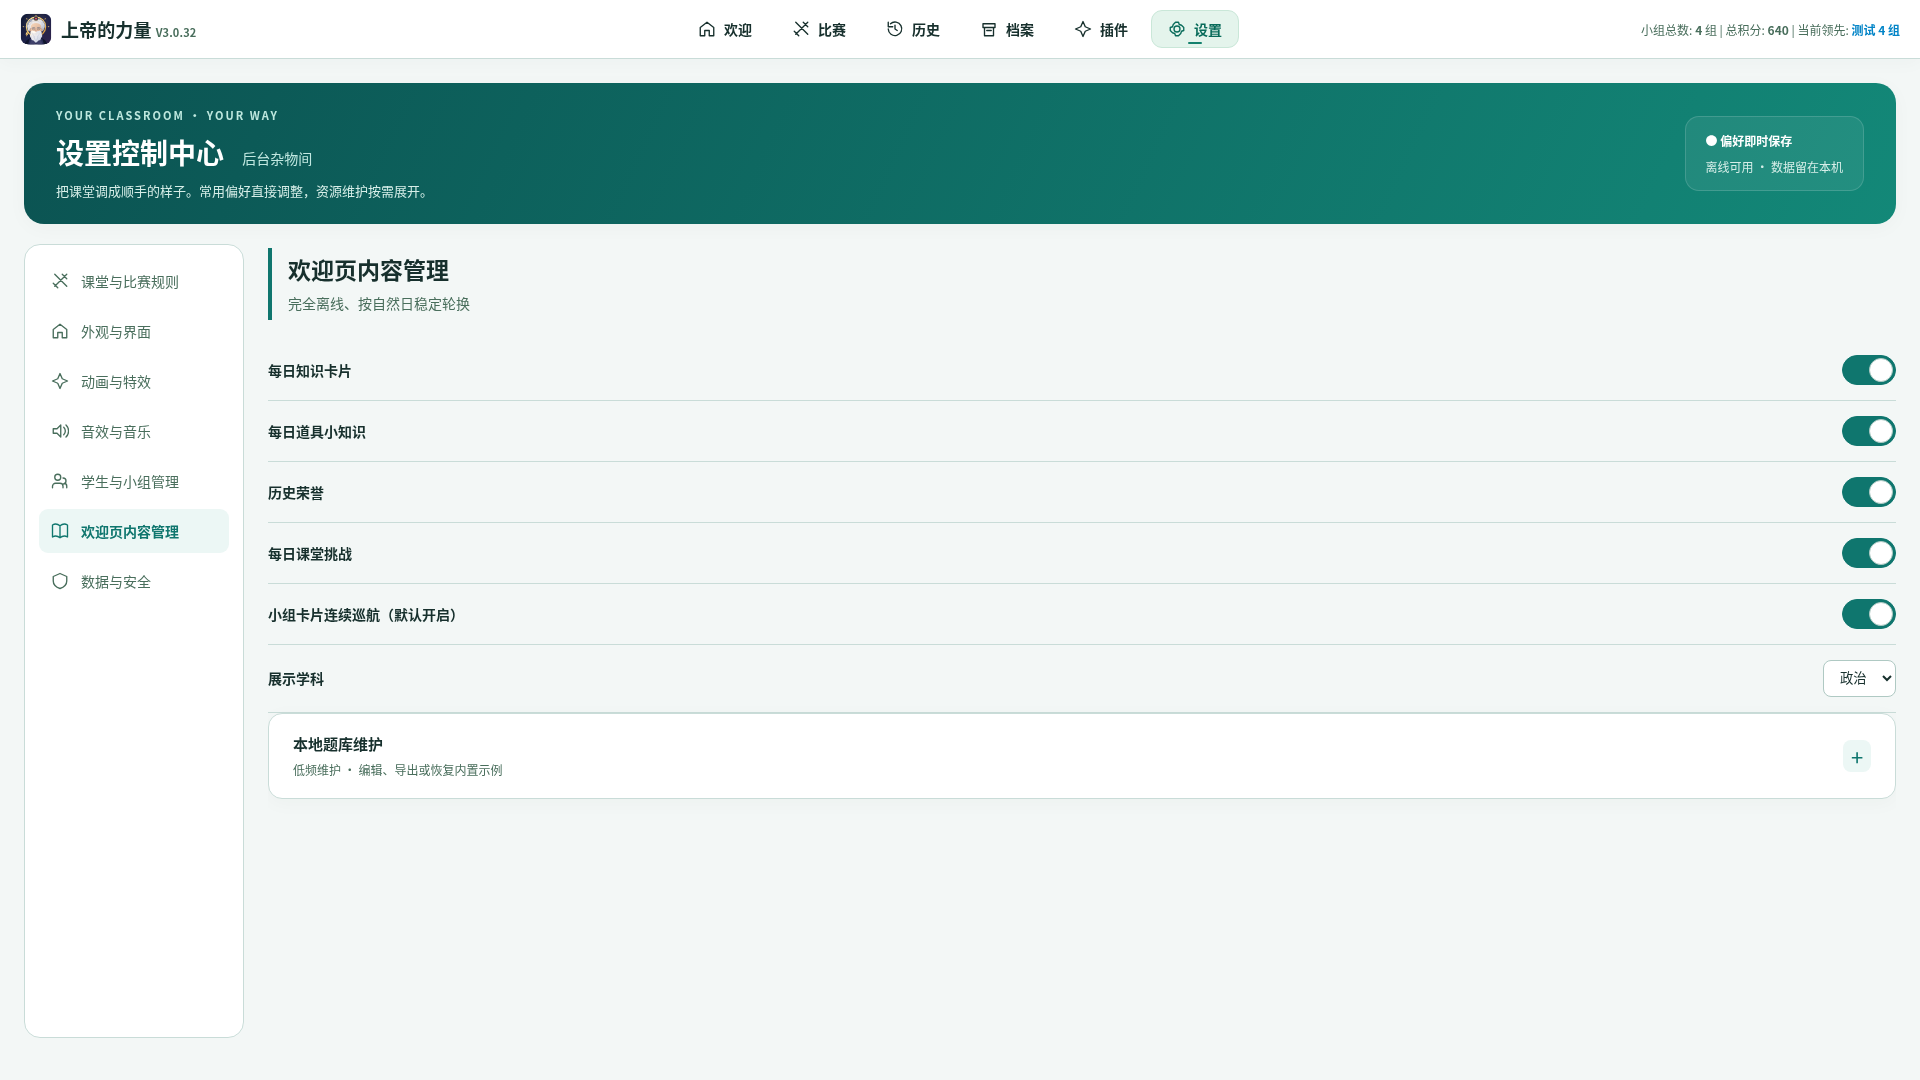 上帝的力量 V3.0.32
欢迎
比赛
历史
档案
插件
设置
小组总数: 4 组 | 总积分: 640 | 当前领先: 测试 4 组
YOUR CLASSROOM · YOUR WAY
设置控制中心 后台杂物间
把课堂调成顺手的样子。常用偏好直接调整，资源维护按需展开。
偏好即时保存
离线可用 · 数据留在本机
课堂与比赛规则
外观与界面
动画与特效
音效与音乐
学生与小组管理
欢迎页内容管理
数据与安全
欢迎页内容管理
完全离线、按自然日稳定轮换
每日知识卡片
每日道具小知识
历史荣誉
每日课堂挑战
小组卡片连续巡航（默认开启）
展示学科
政治
本地题库维护
低频维护 · 编辑、导出或恢复内置示例
+